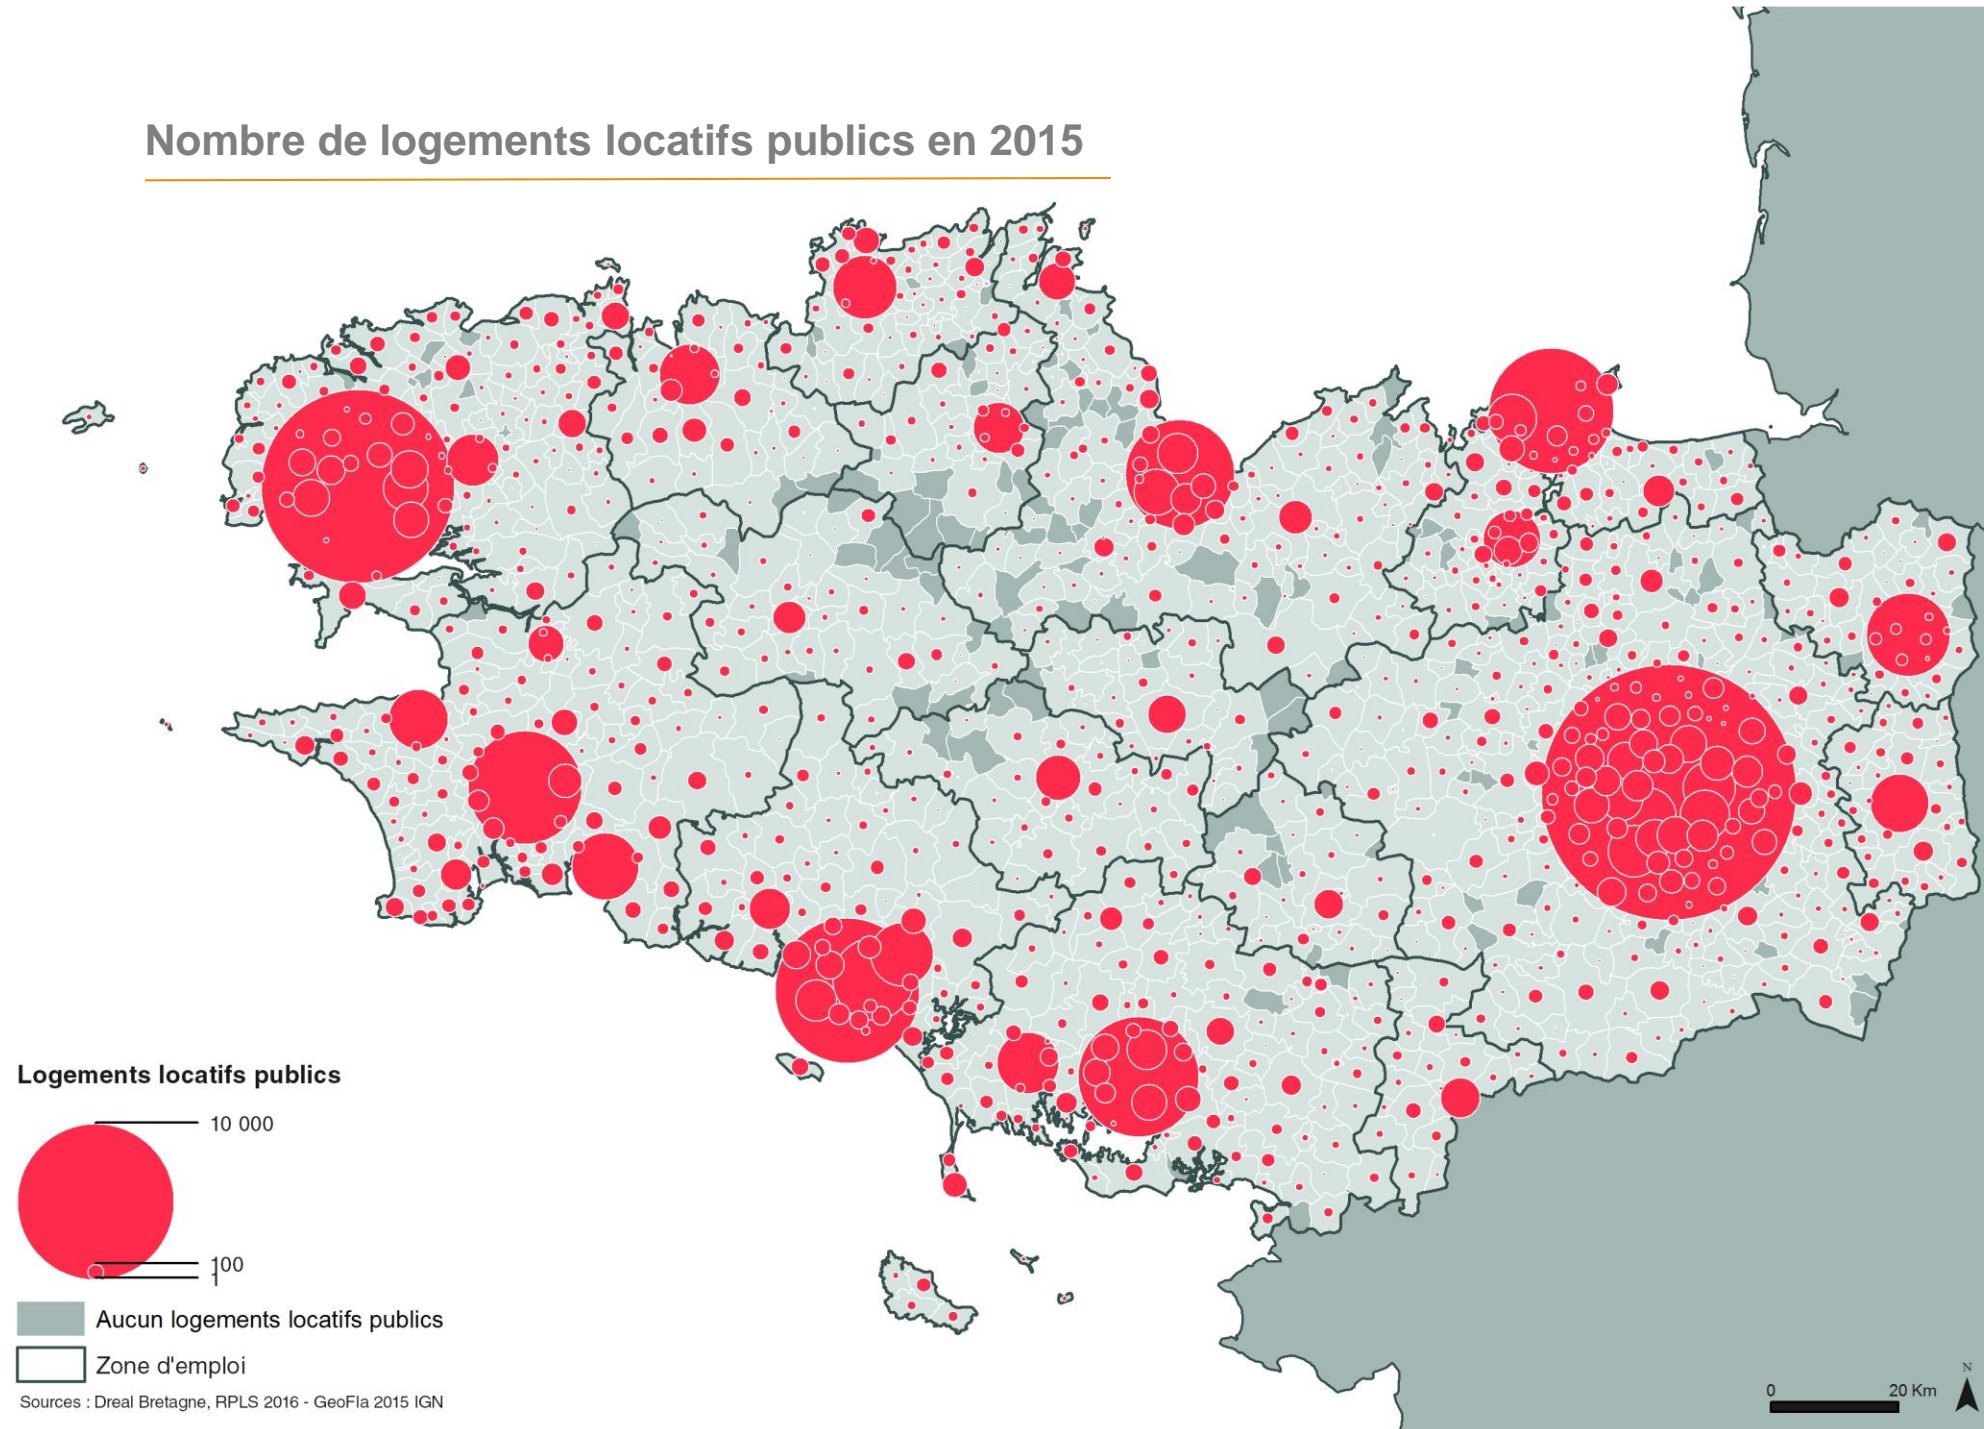 Nombre de logements locatifs publics en 2015
Logements locatifs publics
10 000
100
1
Aucun logements locatifs publics
Zone d'emploi
Sources : Dreal Bretagne, RPLS 2016 - GeoFla 2015 IGN
0 20 Km
N